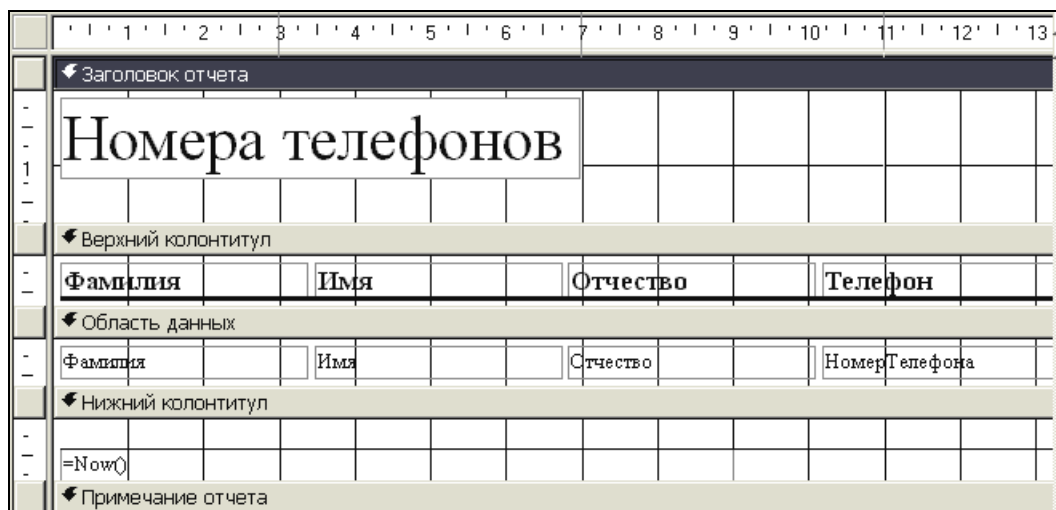 1 2 3 4 5 6 7 8 9 10 11 12 13
Заголовок отчета
Номера телефонов
1
Верхний колонтитул
Фамилия Имя Отчество Телефон
Область данных
Фамилия Имя Отчество НомерТелефона
Нижний колонтитул
=Now()
Примечание отчета